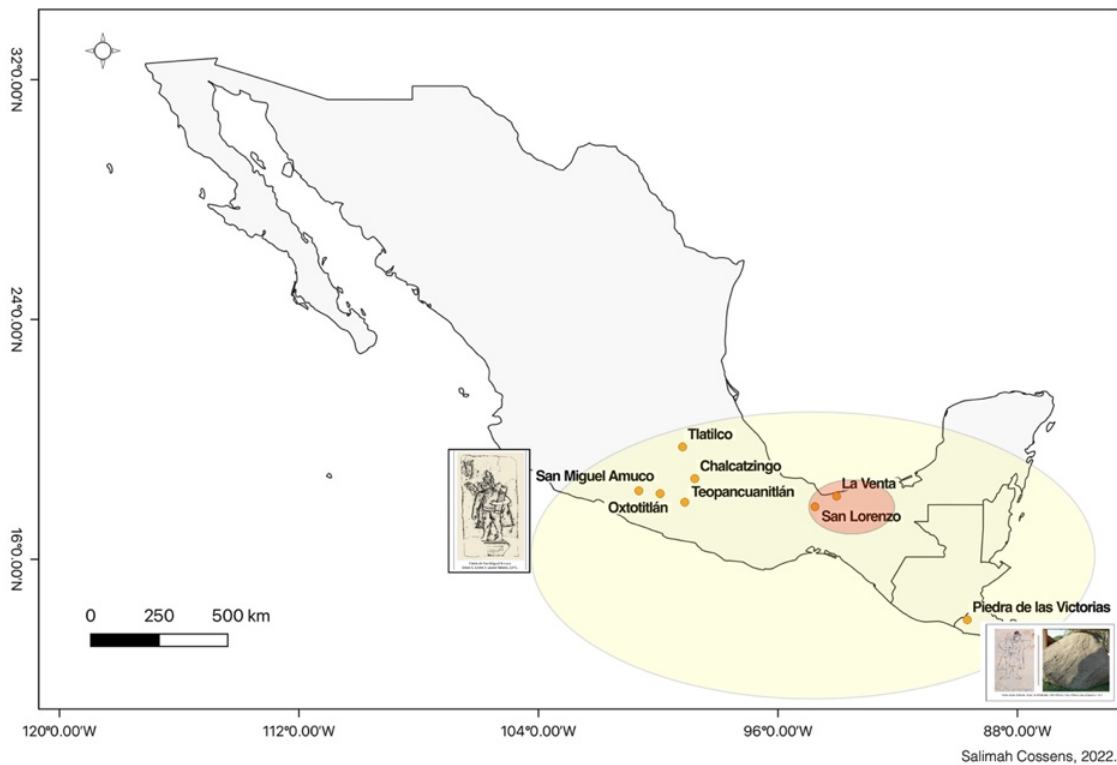 32°0.00'N
24°0.00'N
16°0.00'N
Tlatilco
Chalcatzingo
San Miguel Amuco
Teopancuanitlán
Oxtotitlán
La Venta
San Lorenzo
Piedra de las Victorias
0 250 500 km
120°0.00'W 112°0.00'W 104°0.00'W 96°0.00'W 88°0.00'W
Salimah Cossens, 2022.